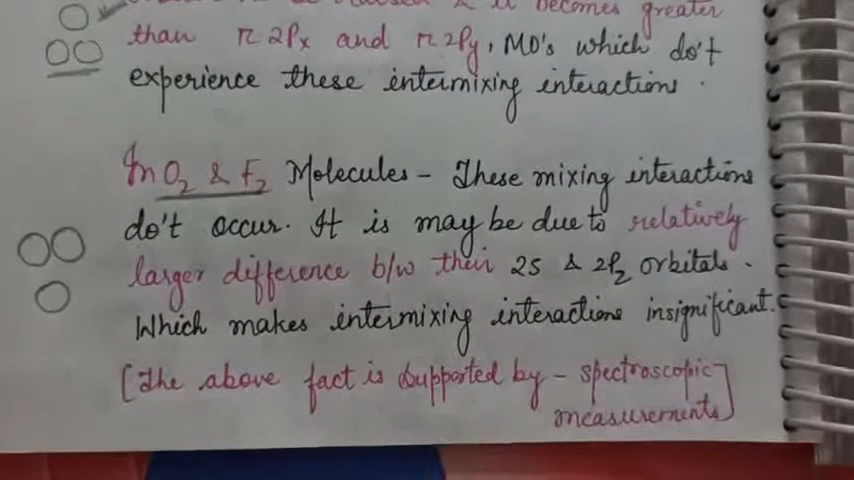 becomes greater
than π2Px and π2Py, MO's which do't
experience these intermixing interactions.
In O₂ & F₂ Molecules - These mixing interactions
do't occur. It is may be due to relatively
larger difference b/w their 2S & 2Pz orbitals.
Which makes intermixing interactions insignificant.
[The above fact is supported by - spectroscopic
measurements]